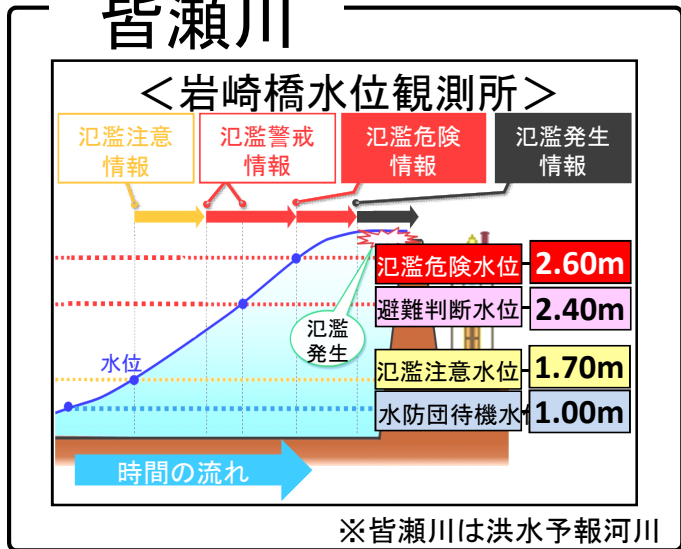 皆瀬川
＜岩崎橋水位観測所＞
氾濫注意
情報
氾濫警戒
情報
氾濫危険
情報
氾濫発生
情報
氾濫危険水位
2.60m
避難判断水位
2.40m
氾濫
発生
水位
氾濫注意水位
1.70m
水防団待機水
1.00m
時間の流れ
※皆瀬川は洪水予報河川